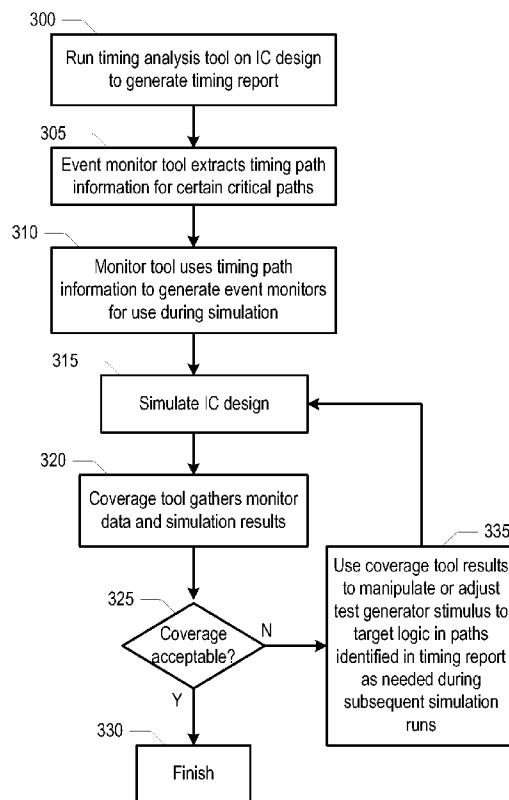 300
Run timing analysis tool on IC design
to generate timing report
305
Event monitor tool extracts timing path
information for certain critical paths
310
Monitor tool uses timing path
information to generate event monitors
for use during simulation
315
Simulate IC design
320
Coverage tool gathers monitor
data and simulation results
325
Coverage
acceptable?
N
Y
335
Use coverage tool results
to manipulate or adjust
test generator stimulus to
target logic in paths
identified in timing report
as needed during
subsequent simulation
runs
330
Finish